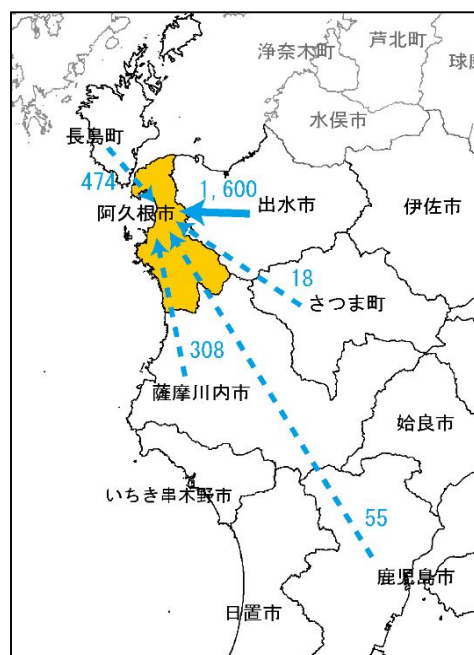 浄奈木町
芦北町
球
水俣市
長島町
474
1,600
阿久根市
出水市
伊佐市
18
さつま町
308
薩摩川内市
姶良市
いちき串木野市
55
鹿児島市
日置市